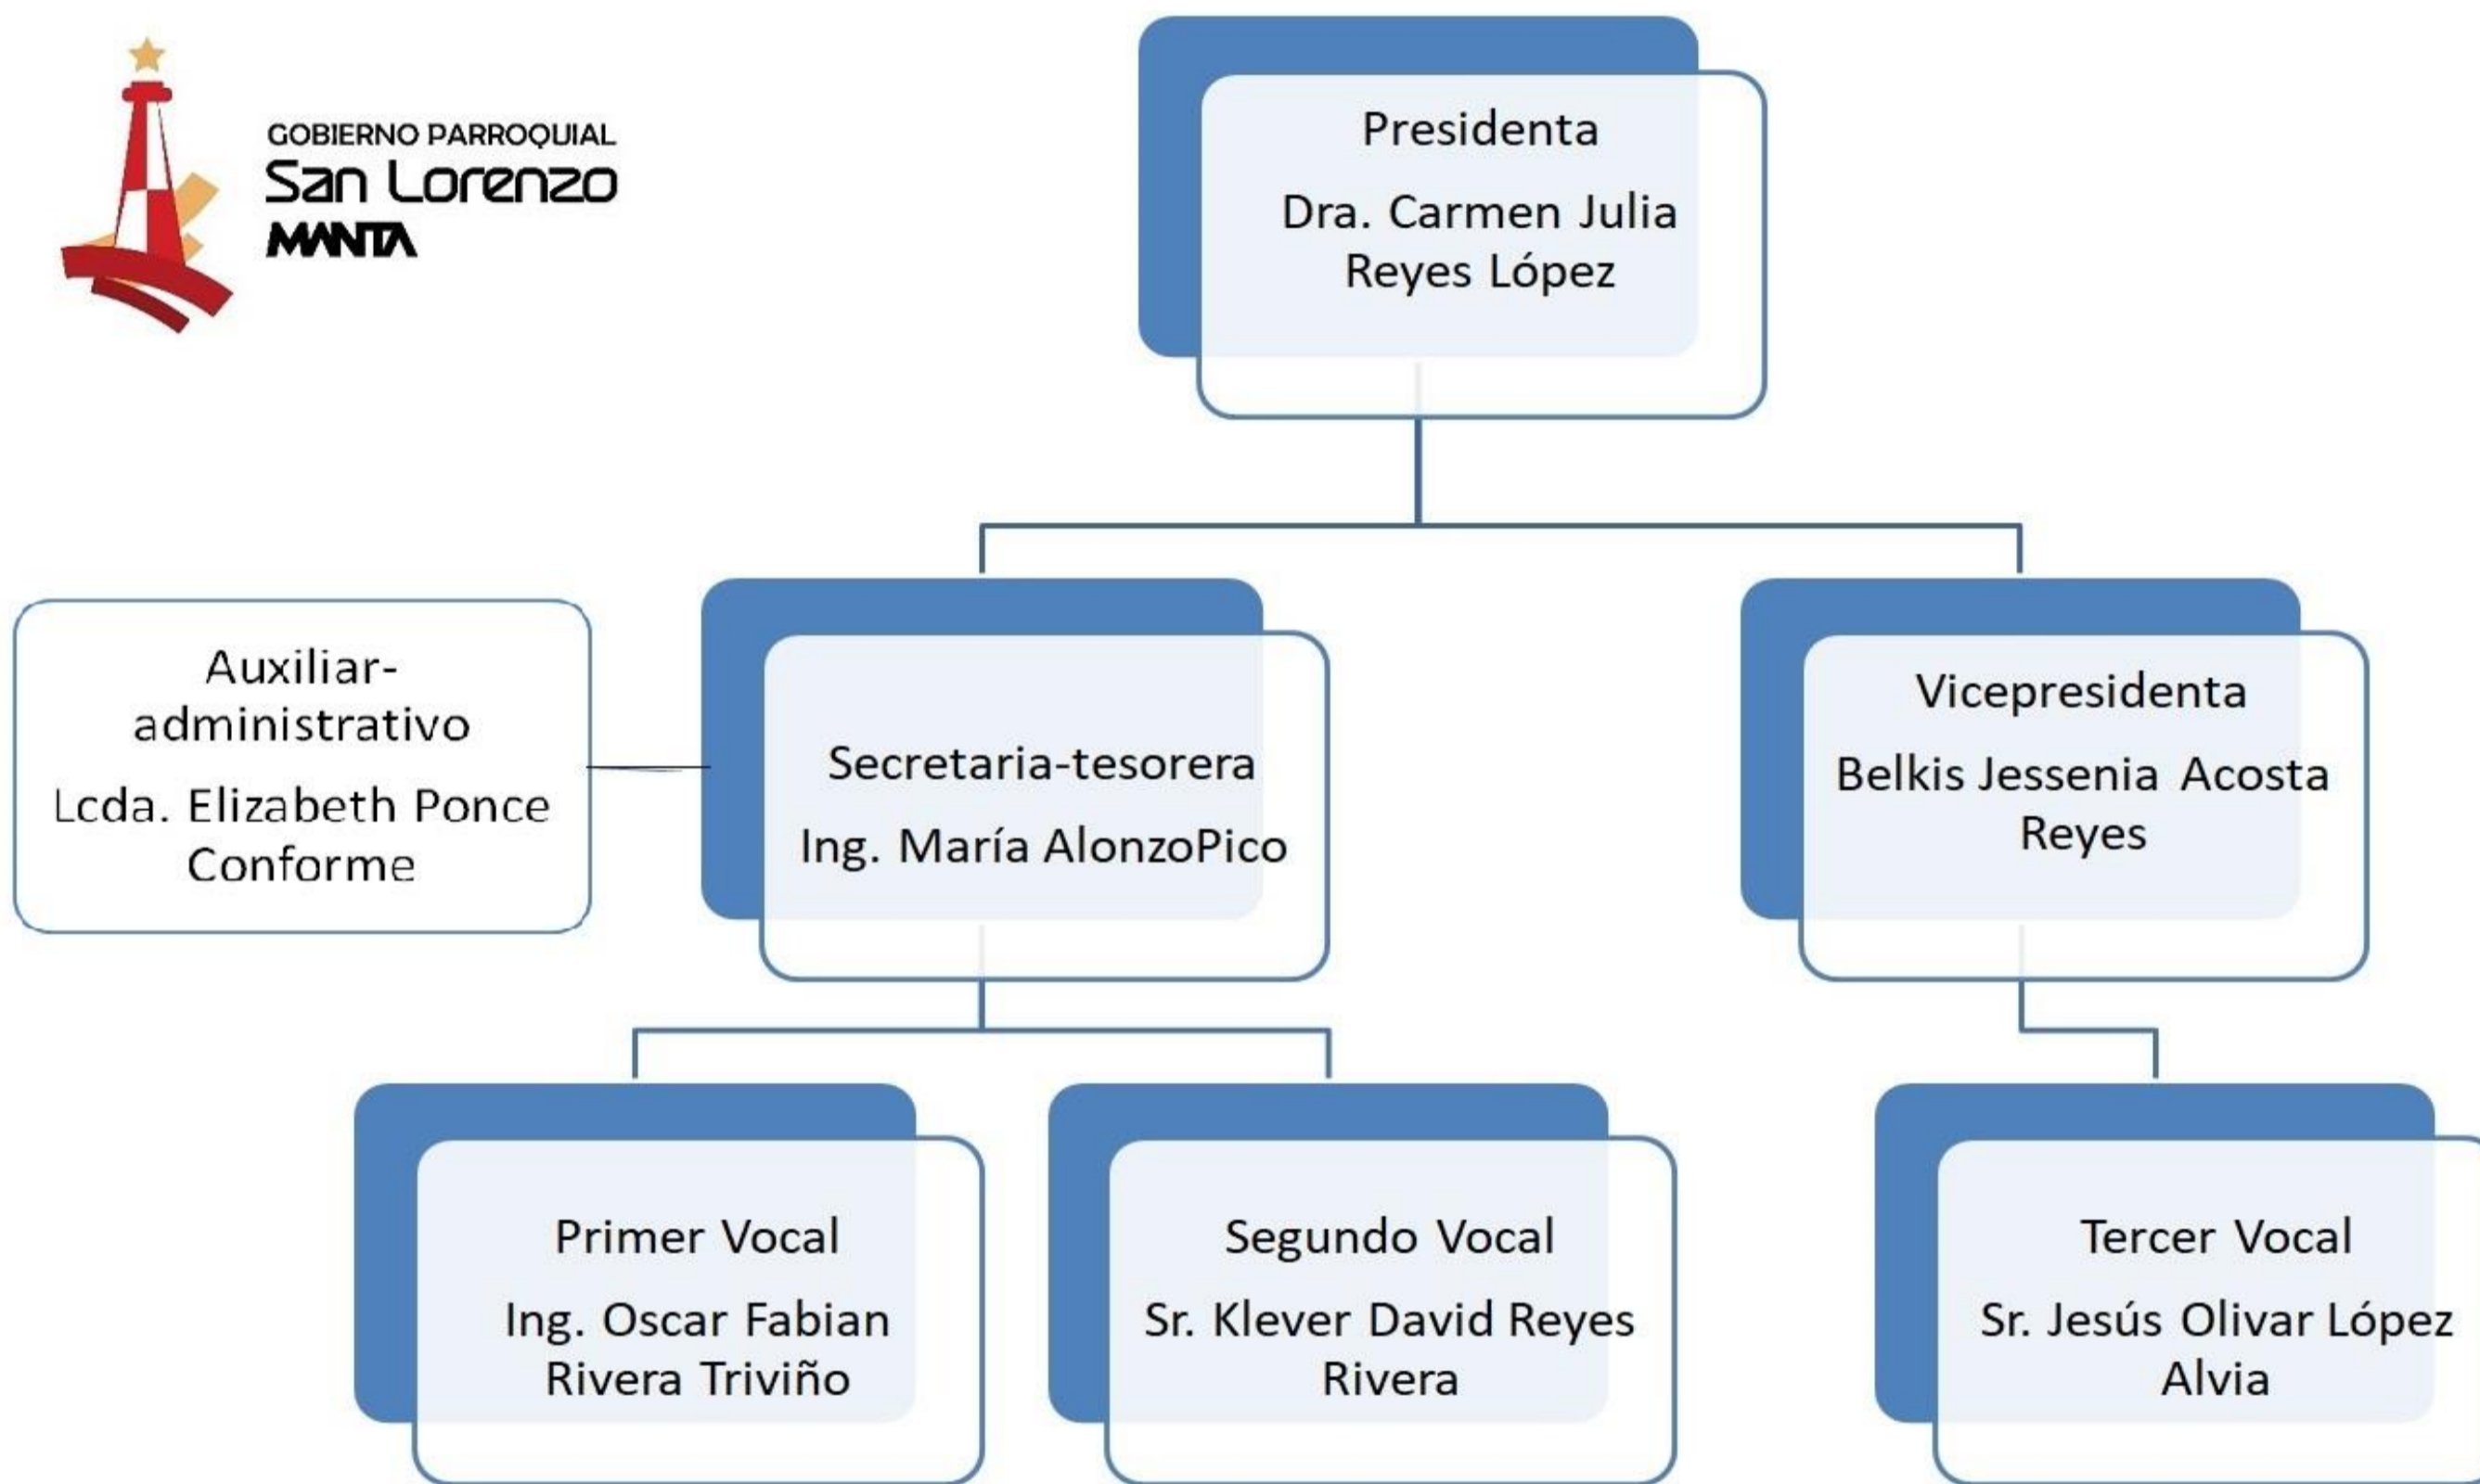 GOBIERNO PARROQUIAL
San Lorenzo
MANTA
Presidenta
Dra. Carmen Julia
Reyes López
Auxiliar-
administrativo
Lcda. Elizabeth Ponce
Conforme
Secretaria-tesorera
Ing. María AlonzoPico
Vicepresidenta
Belkis Jessenia Acosta
Reyes
Primer Vocal
Ing. Oscar Fabian
Rivera Triviño
Segundo Vocal
Sr. Klever David Reyes
Rivera
Tercer Vocal
Sr. Jesús Olivar López
Alvia